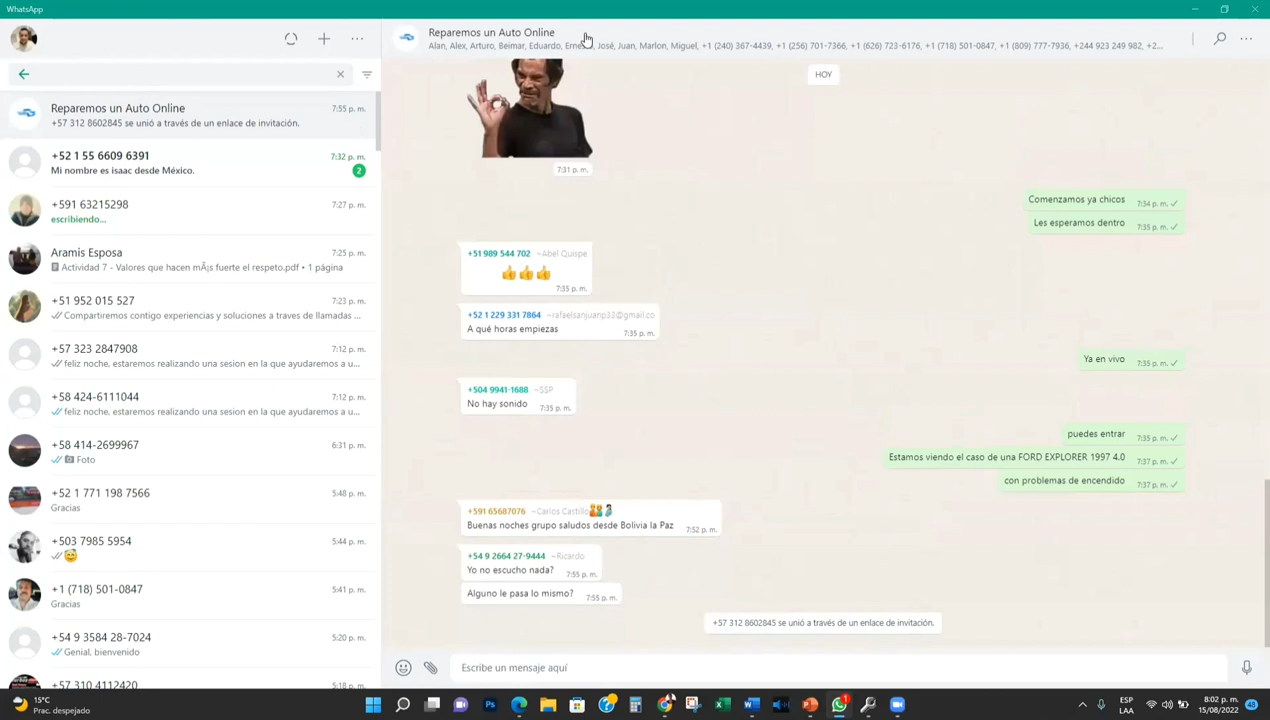 WhatsApp
Reparemos un Auto Online
7:55 p. m.
+57 312 8602845 se unió a través de un enlace de invitación.
+52 1 55 6609 6391
7:32 p. m.
Mi nombre es isaac desde México.
2
+591 63215298
7:27 p. m.
escribiendo...
Aramis Esposa
7:25 p. m.
Actividad 7 - Valores que hacen mÃ¡s fuerte el respeto.pdf • 1 página
+51 952 015 527
7:23 p. m.
Compartiremos contigo experiencias y soluciones a traves de llamadas ...
+57 323 2847908
7:12 p. m.
feliz noche, estaremos realizando una sesion en la que ayudaremos a u...
+58 424-6111044
7:12 p. m.
feliz noche, estaremos realizando una sesion en la que ayudaremos a u...
+58 414-2699967
6:31 p. m.
Foto
+52 1 771 198 7566
5:48 p. m.
Gracias
+503 7985 5954
5:44 p. m.
+1 (718) 501-0847
5:41 p. m.
Gracias
+54 9 3584 28-7024
5:20 p. m.
Genial, bienvenido
+57 310 4112420
5:18 p. m.
Reparemos un Auto Online
Alan, Alex, Arturo, Beimar, Eduardo, José, Juan, Marlon, Miguel, +1 (240) 367-4439, +1 (256) 701-7366, +1 (626) 723-6176, +1 (718) 501-0847, +1 (809) 777-7936, +244 923 249 982, +2...
HOY
7:31 p. m.
Comenzamos ya chicos
7:34 p. m.
Les esperamos dentro
7:35 p. m.
+51 989 544 702 ~Abel Quispe
7:35 p. m.
+52 1 229 331 7864 ~rafaelsanjuanp33@gmail.co
A qué horas empiezas
7:35 p. m.
Ya en vivo
7:35 p. m.
+504 9941-1688 ~SSP
No hay sonido
7:35 p. m.
puedes entrar
7:35 p. m.
Estamos viendo el caso de una FORD EXPLORER 1997 4.0
7:37 p. m.
con problemas de encendido
7:37 p. m.
+591 65687076 ~Carlos Castillo
Buenas noches grupo saludos desde Bolivia la Paz
7:52 p. m.
+54 9 2664 27-9444 ~Ricardo
Yo no escucho nada?
7:55 p. m.
Alguno le pasa lo mismo?
7:55 p. m.
+57 312 8602845 se unió a través de un enlace de invitación.
Escribe un mensaje aquí
15°C
Prac. despejado
Ps
1
ESP
LAA
8:02 p. m.
15/08/2022
48